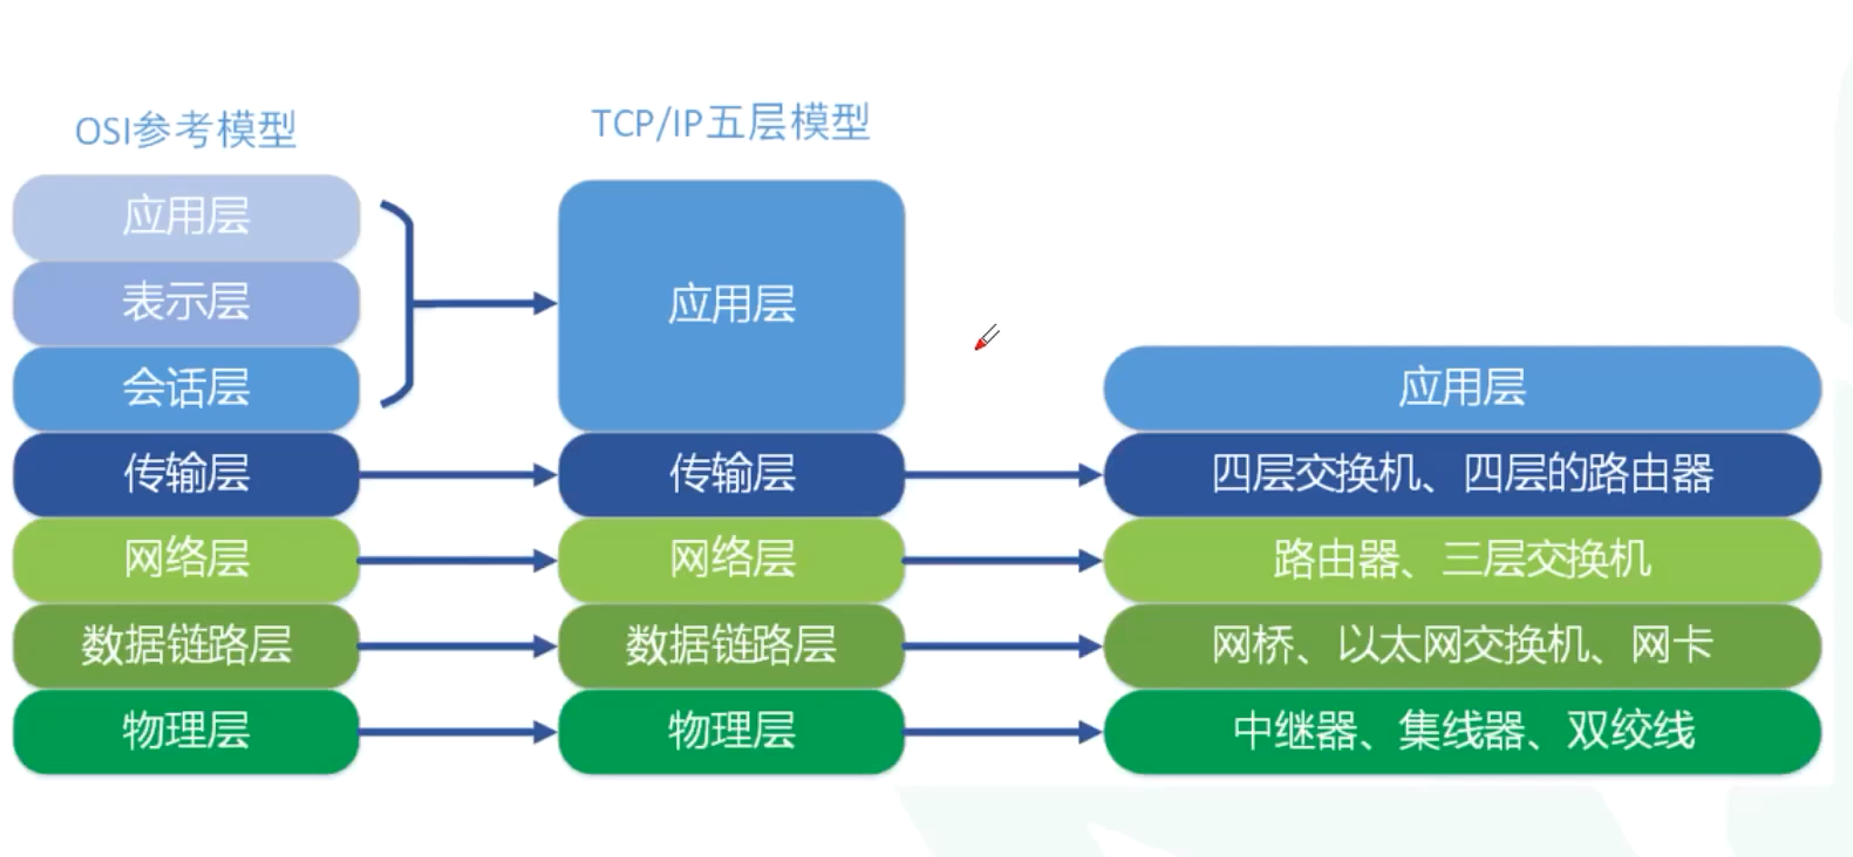 OSI参考模型
应用层
表示层
会话层
传输层
网络层
数据链路层
物理层
TCP/IP五层模型
应用层
传输层
网络层
数据链路层
物理层
应用层
四层交换机、四层的路由器
路由器、三层交换机
网桥、以太网交换机、网卡
中继器、集线器、双绞线